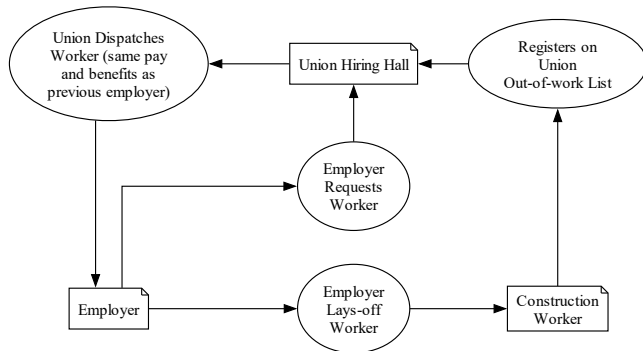 Union Dispatches
Worker (same pay
and benefits as
previous employer)
Union Hiring Hall
Registers on
Union
Out-of-work List
Employer
Requests
Worker
Employer
Employer
Lays-off
Worker
Construction
Worker